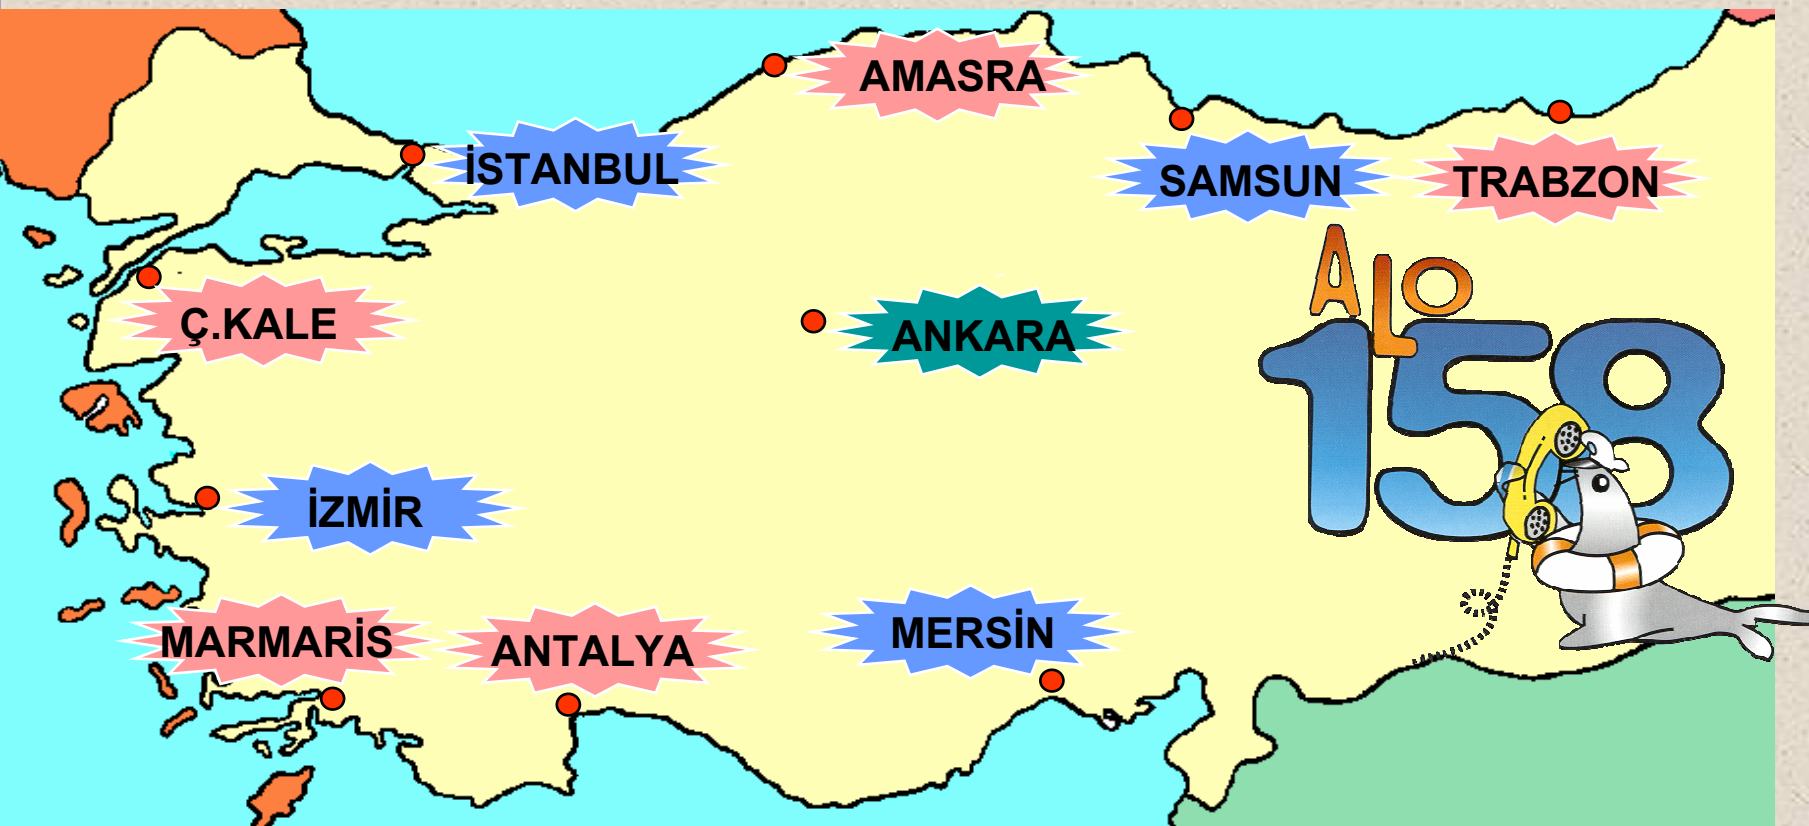 AMASRA
İSTANBUL
SAMSUN
TRABZON
ALO
158
Ç.KALE
ANKARA
İZMİR
MARMARİS
ANTALYA
MERSİN